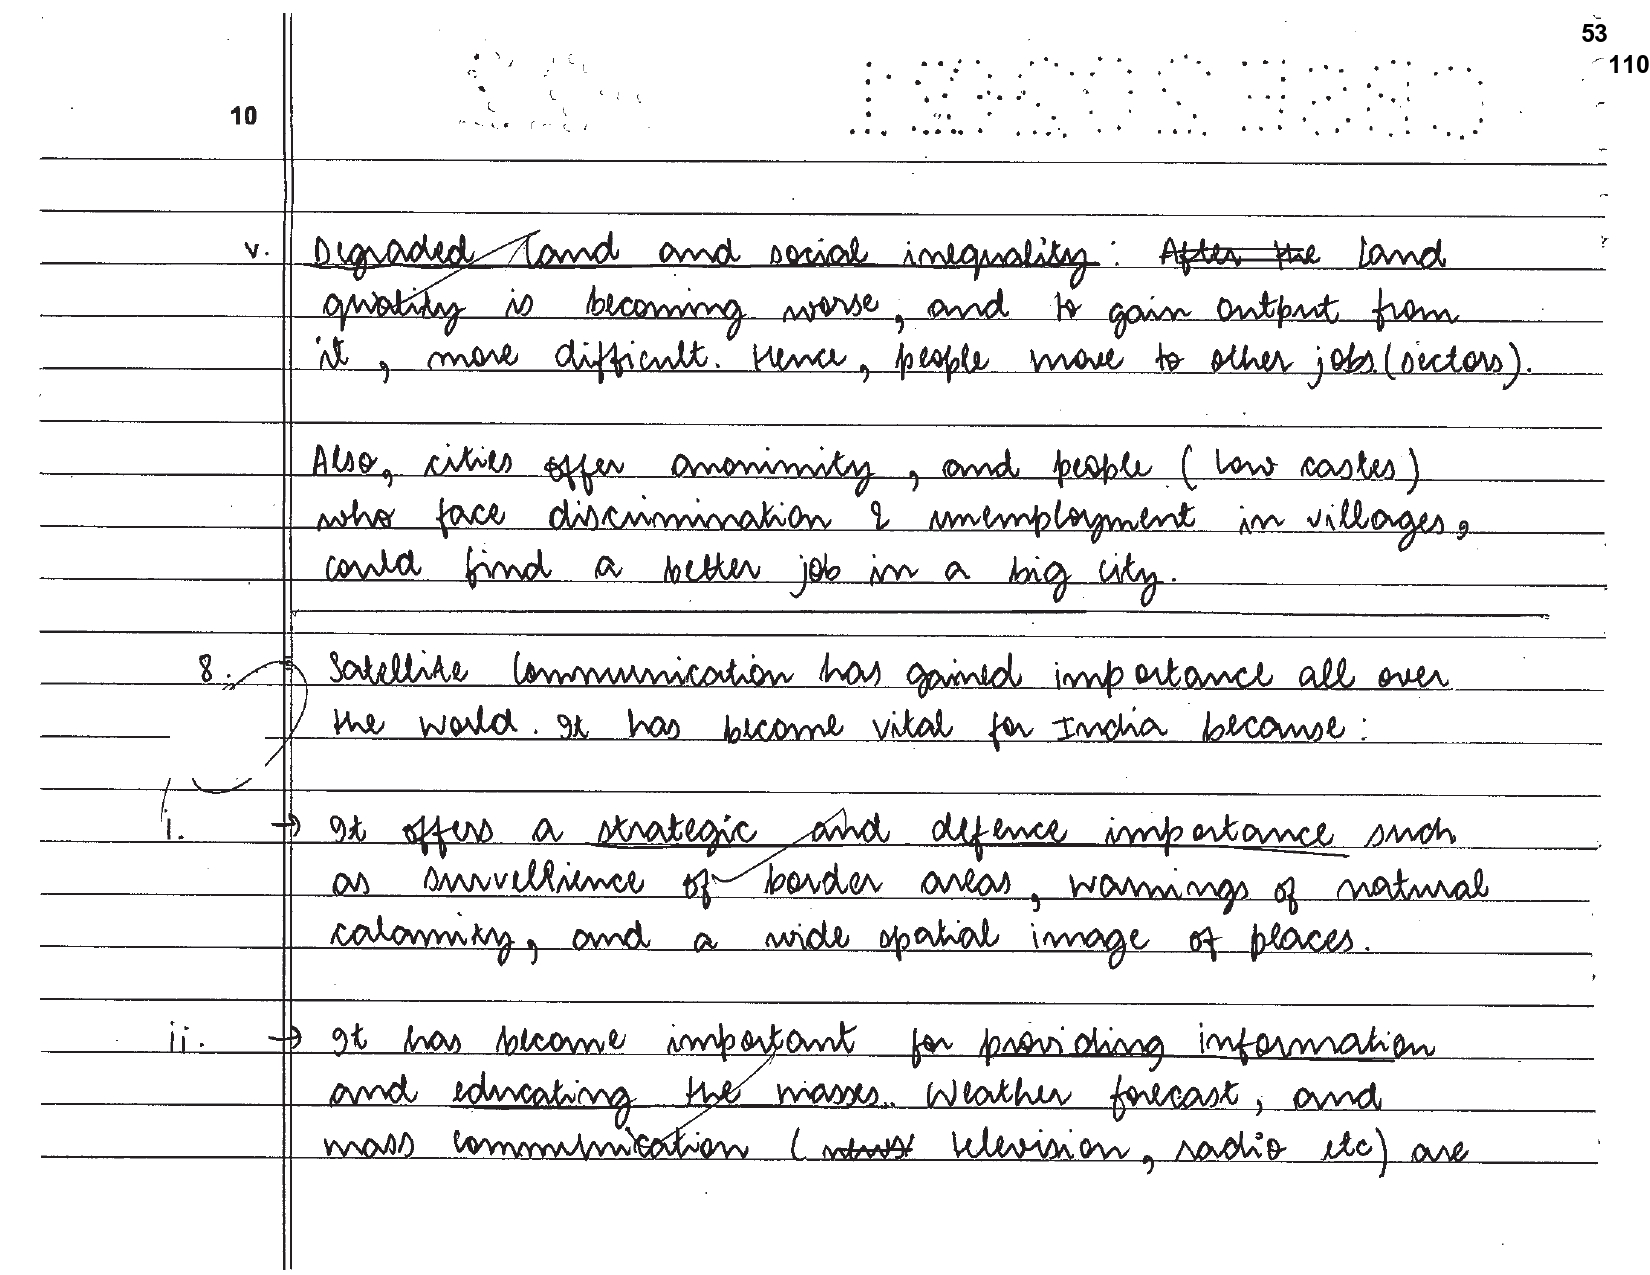 53
110
10
v. Degraded land and social inequality: After the land
quality is becoming worse, and to gain output from
it, more difficult. Hence, people move to other jobs (sectors).
Also, cities offer anonimity, and people (low castes)
who face discrimination & unemployment in villages,
could find a better job in a big city.
8. Satellite Communication has gained importance all over
the world. It has become vital for India because:
i. → It offers a strategic and defence importance such
as survellience of border areas, warnings of natural
calamity, and a wide spatial image of places.
ii. → It has become important for providing information
and educating the masses. Weather forecast, and
mass communication (news television, radio etc) are